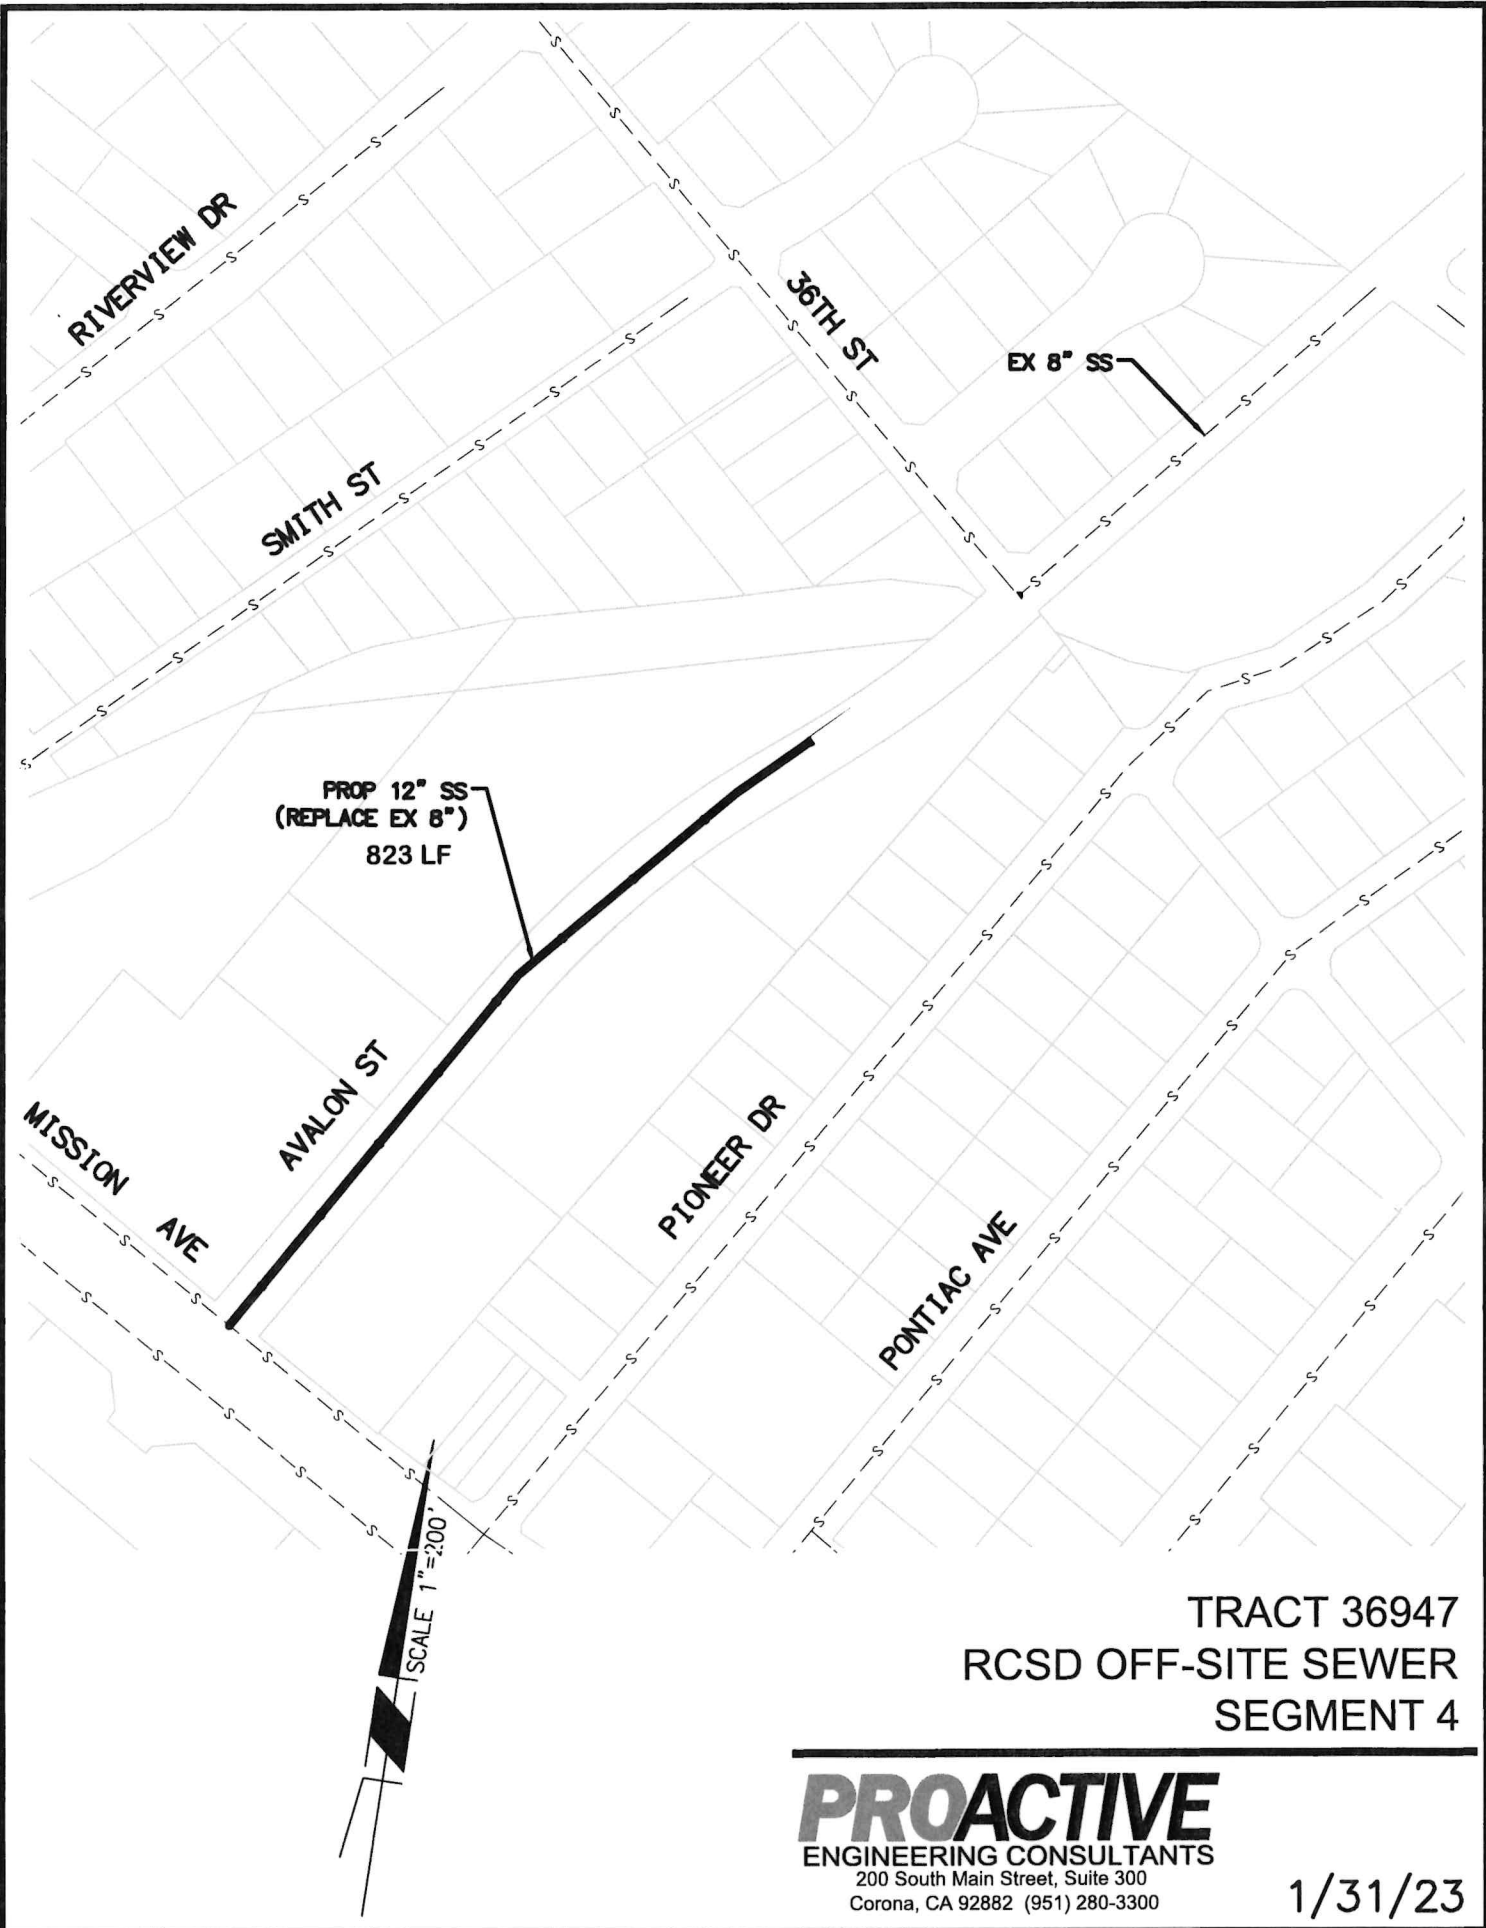 RIVERVIEW DR
36TH ST
EX 8" SS
SMITH ST
PROP 12" SS
(REPLACE EX 8")
823 LF
AVALON ST
MISSION AVE
PIONEER DR
PONTIAC AVE
SCALE 1"=200'
TRACT 36947
RCSD OFF-SITE SEWER
SEGMENT 4
PROACTIVE
ENGINEERING CONSULTANTS
200 South Main Street, Suite 300
Corona, CA 92882 (951) 280-3300
1/31/23